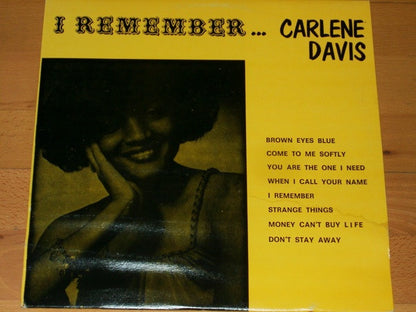 I REMEMBER... CARLENE
DAVIS
BROWN EYES BLUE
COME TO ME SOFTLY
YOU ARE THE ONE I NEED
WHEN I CALL YOUR NAME
I REMEMBER
STRANGE THINGS
MONEY CAN'T BUY LIFE
DON'T STAY AWAY